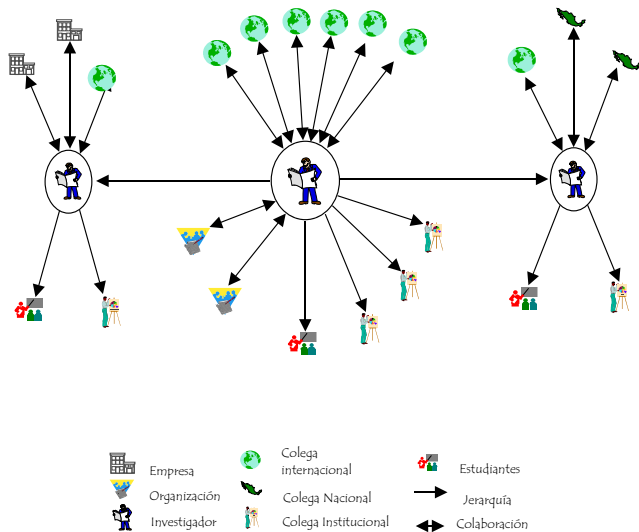 Empresa
Organización
Investigador
Colega
internacional
Colega Nacional
Colega Institucional
Estudiantes
Jerarquía
Colaboración